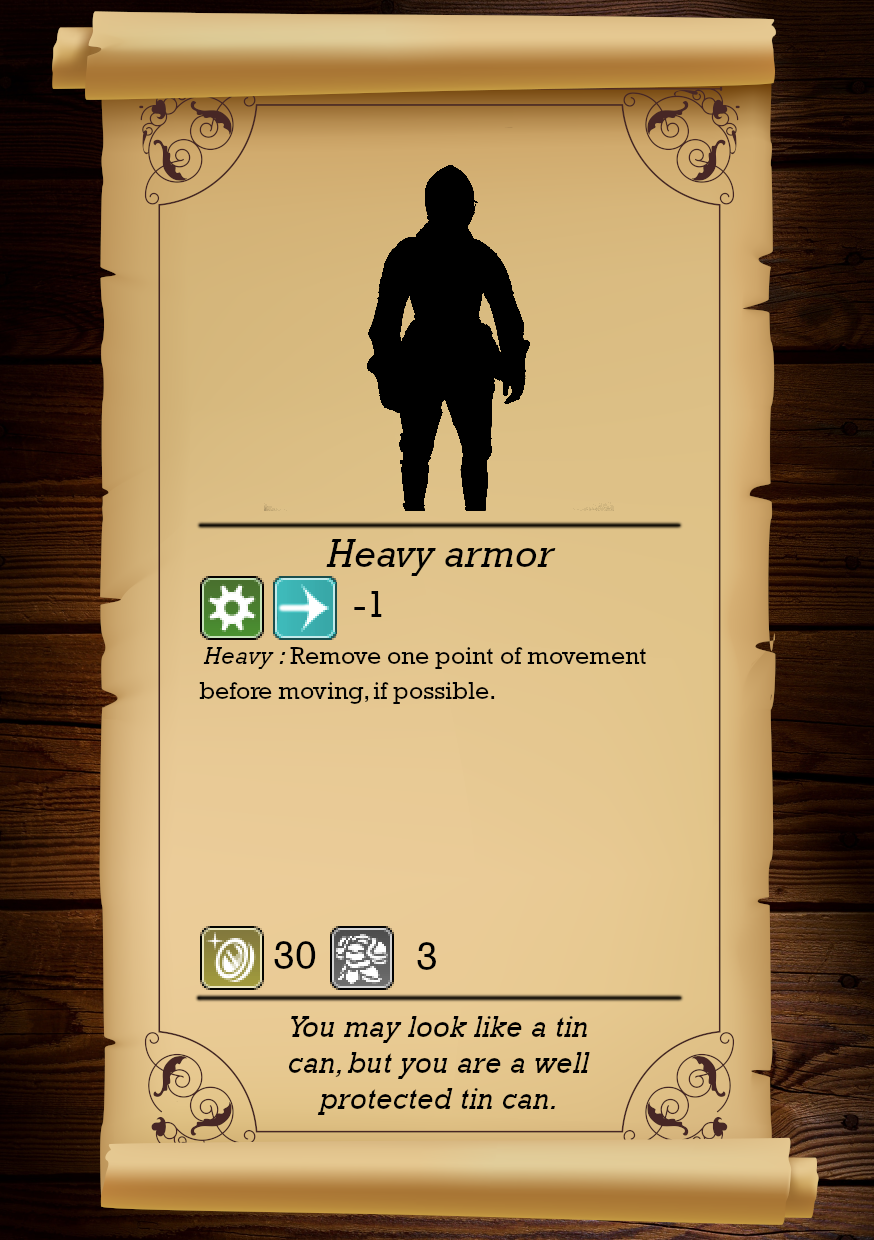 Heavy armor
-1
Heavy : Remove one point of movement
before moving, if possible.
30 3
You may look like a tin
can, but you are a well
protected tin can.